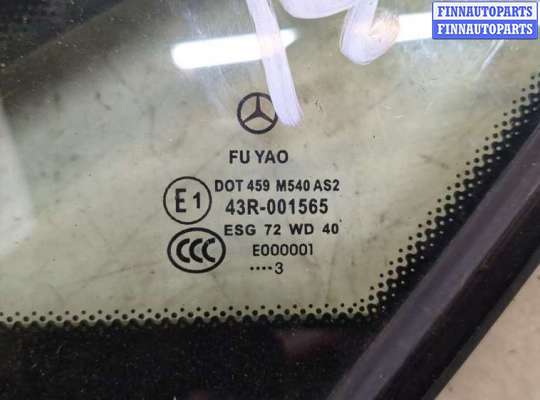 FINNAUTOPARTS
FINNAUTOPARTS
FU YAO
DOT 459 M540 AS2
E1 43R-001565
ESG 72 WD 40
CCC E000001
....3